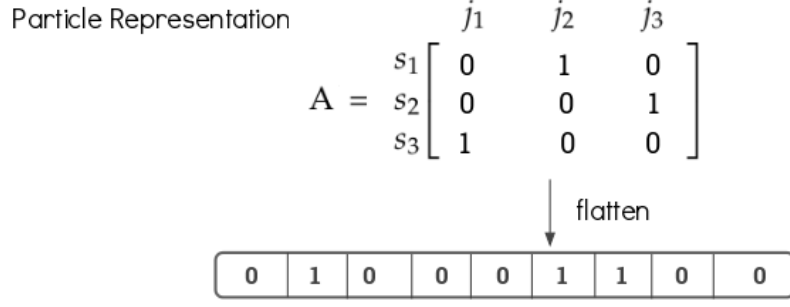 Particle Representation
j1 j2 j3
s1 0 1 0
A = s2 0 0 1
s3 1 0 0
flatten
0 1 0 0 0 1 1 0 0